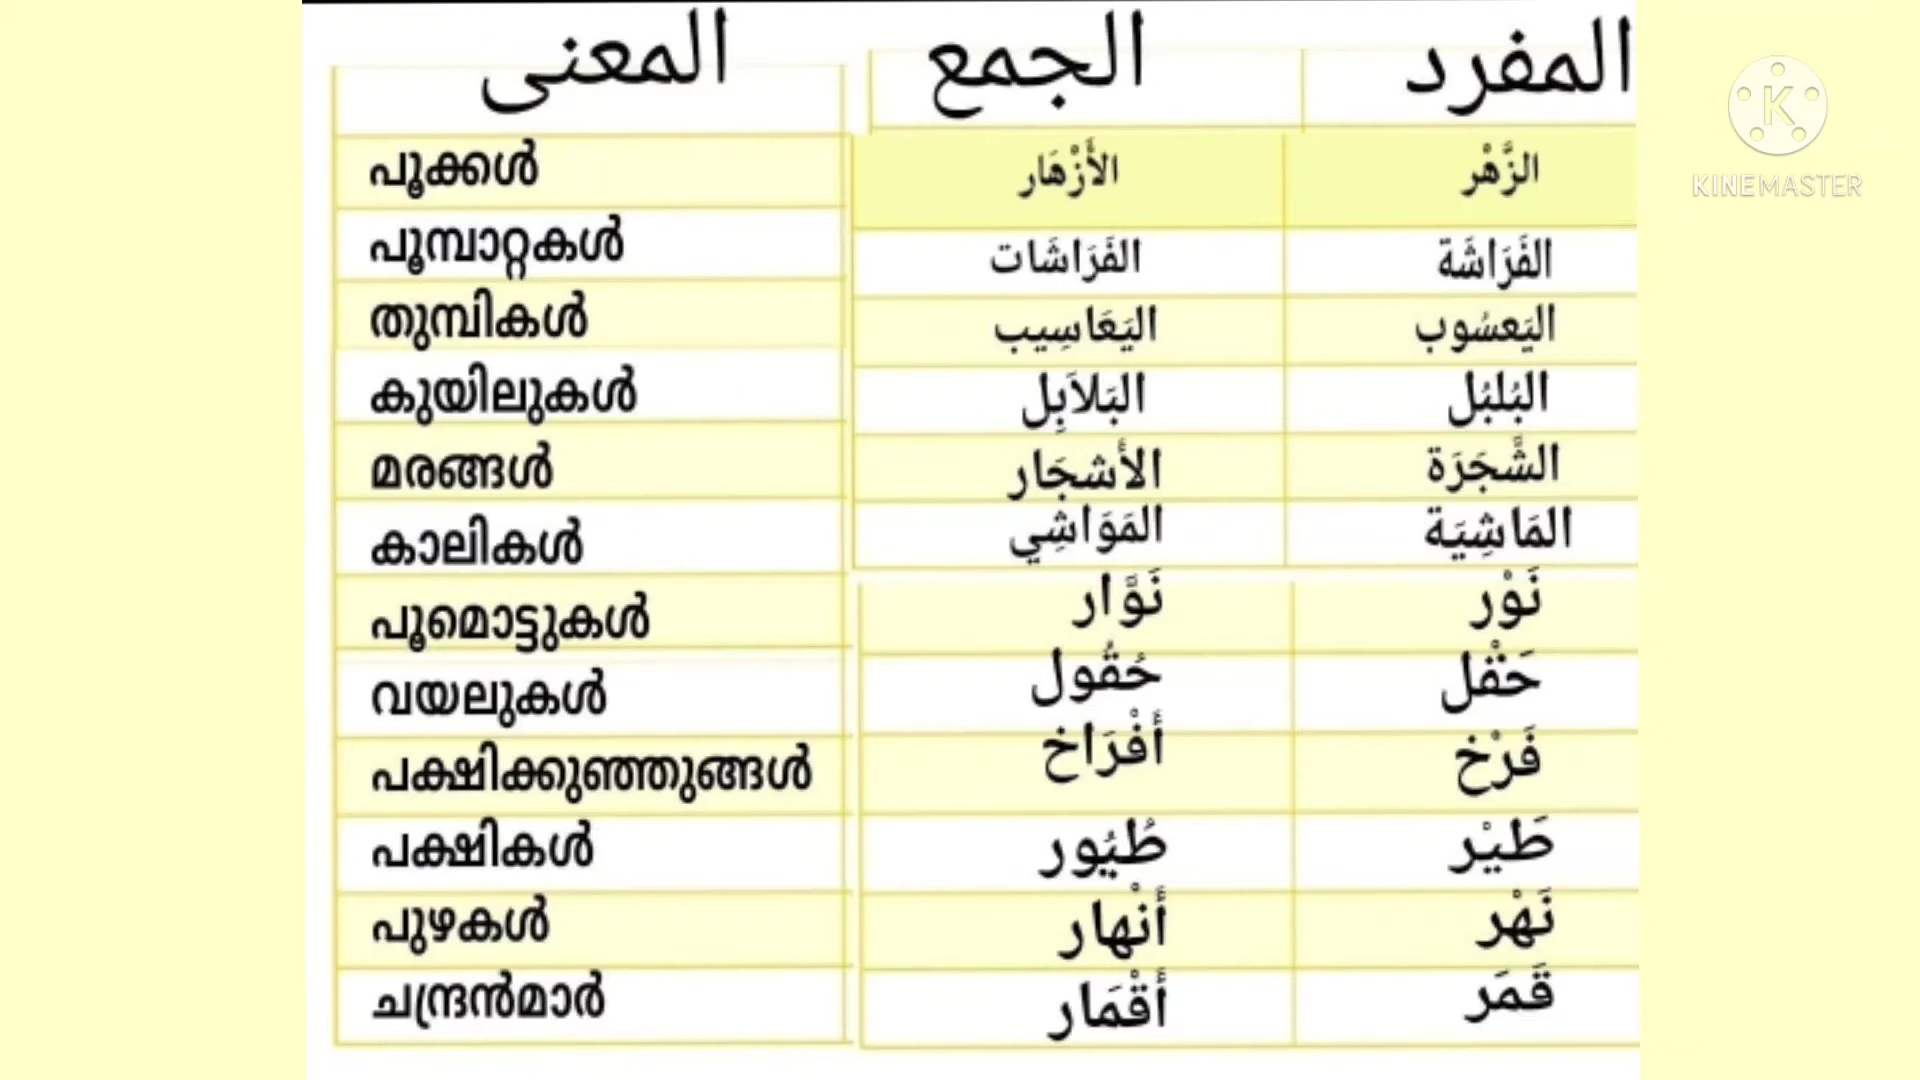 المفرد الجمع المعنى
الزَّهْر الأَزْهَار പൂക്കൾ
الفَرَاشَة الفَرَاشَات പൂമ്പാറ്റകൾ
اليَعسُوب اليَعَاسِيب തുമ്പികൾ
البُلبُل البَلاَبِل കുയിലുകൾ
الشَّجَرَة الأَشجَار മരങ്ങൾ
المَاشِيَة المَوَاشِي കാലികൾ
نَوْر نَوَّار പൂമൊട്ടുകൾ
حَقْل حُقُول വയലുകൾ
فَرْخ أَفْرَاخ പക്ഷിക്കുഞ്ഞുങ്ങൾ
طَيْر طُيُور പക്ഷികൾ
نَهْر أَنْهار പുഴകൾ
قَمَر أَقْمَار ചന്ദ്രൻമാർ
K
KINEMASTER